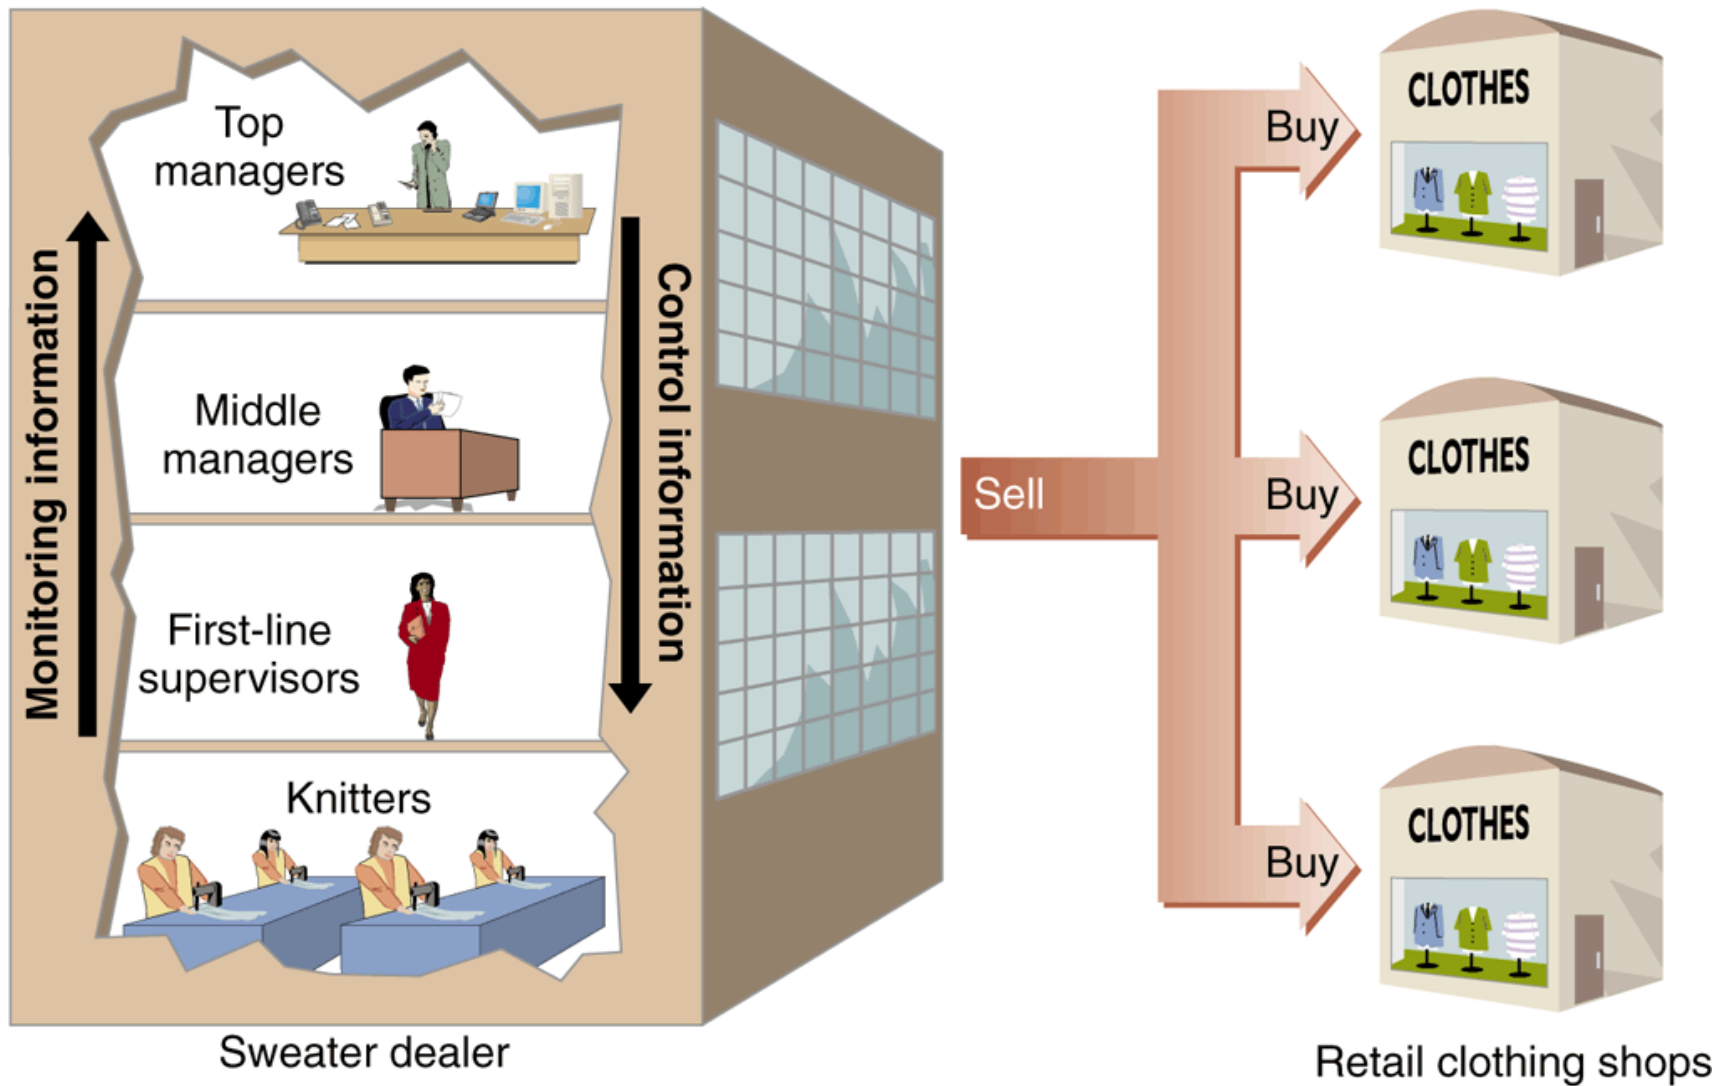 Top
managers
Monitoring information
Control information
Middle
managers
First-line
supervisors
Knitters
Sweater dealer
Sell
Buy
CLOTHES
Buy
CLOTHES
Buy
CLOTHES
Retail clothing shops